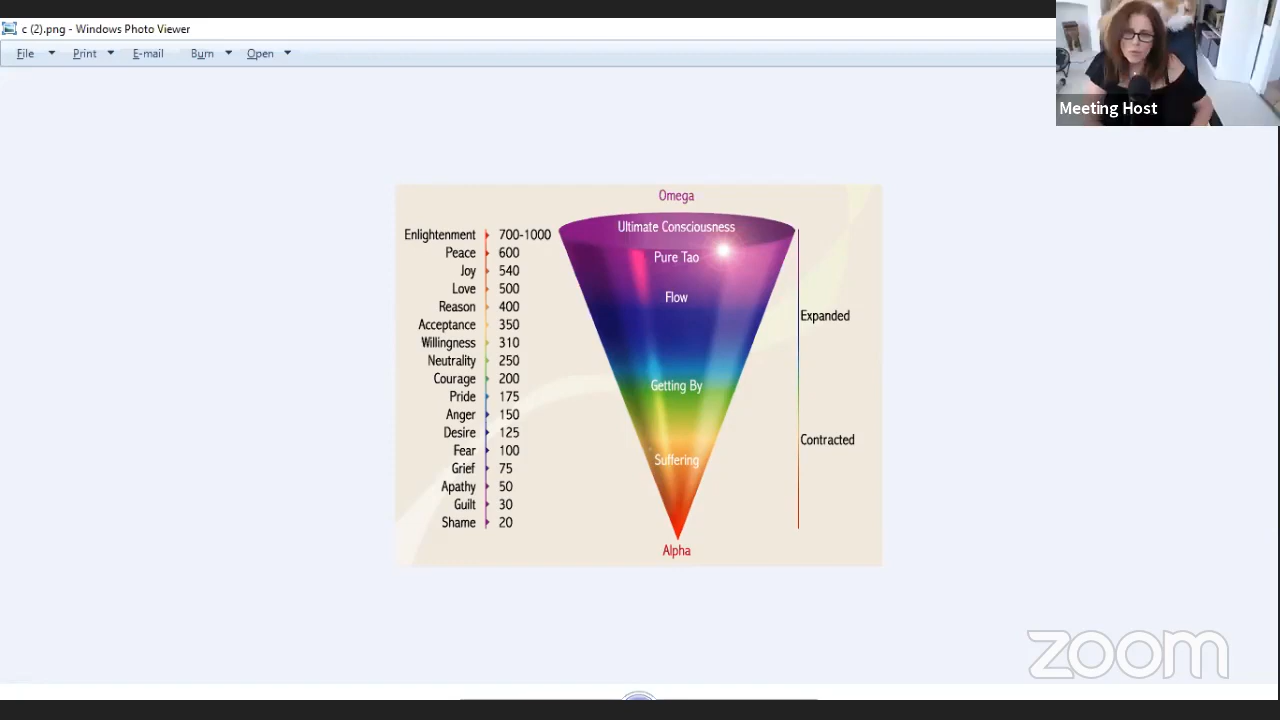 c (2).png - Windows Photo Viewer
File Print E-mail Burn Open
Meeting Host
Omega
Enlightenment 700-1000
Peace 600
Joy 540
Love 500
Reason 400
Acceptance 350
Willingness 310
Neutrality 250
Courage 200
Pride 175
Anger 150
Desire 125
Fear 100
Grief 75
Apathy 50
Guilt 30
Shame 20
Ultimate Consciousness
Pure Tao
Flow
Getting By
Suffering
Alpha
Expanded
Contracted
zoom